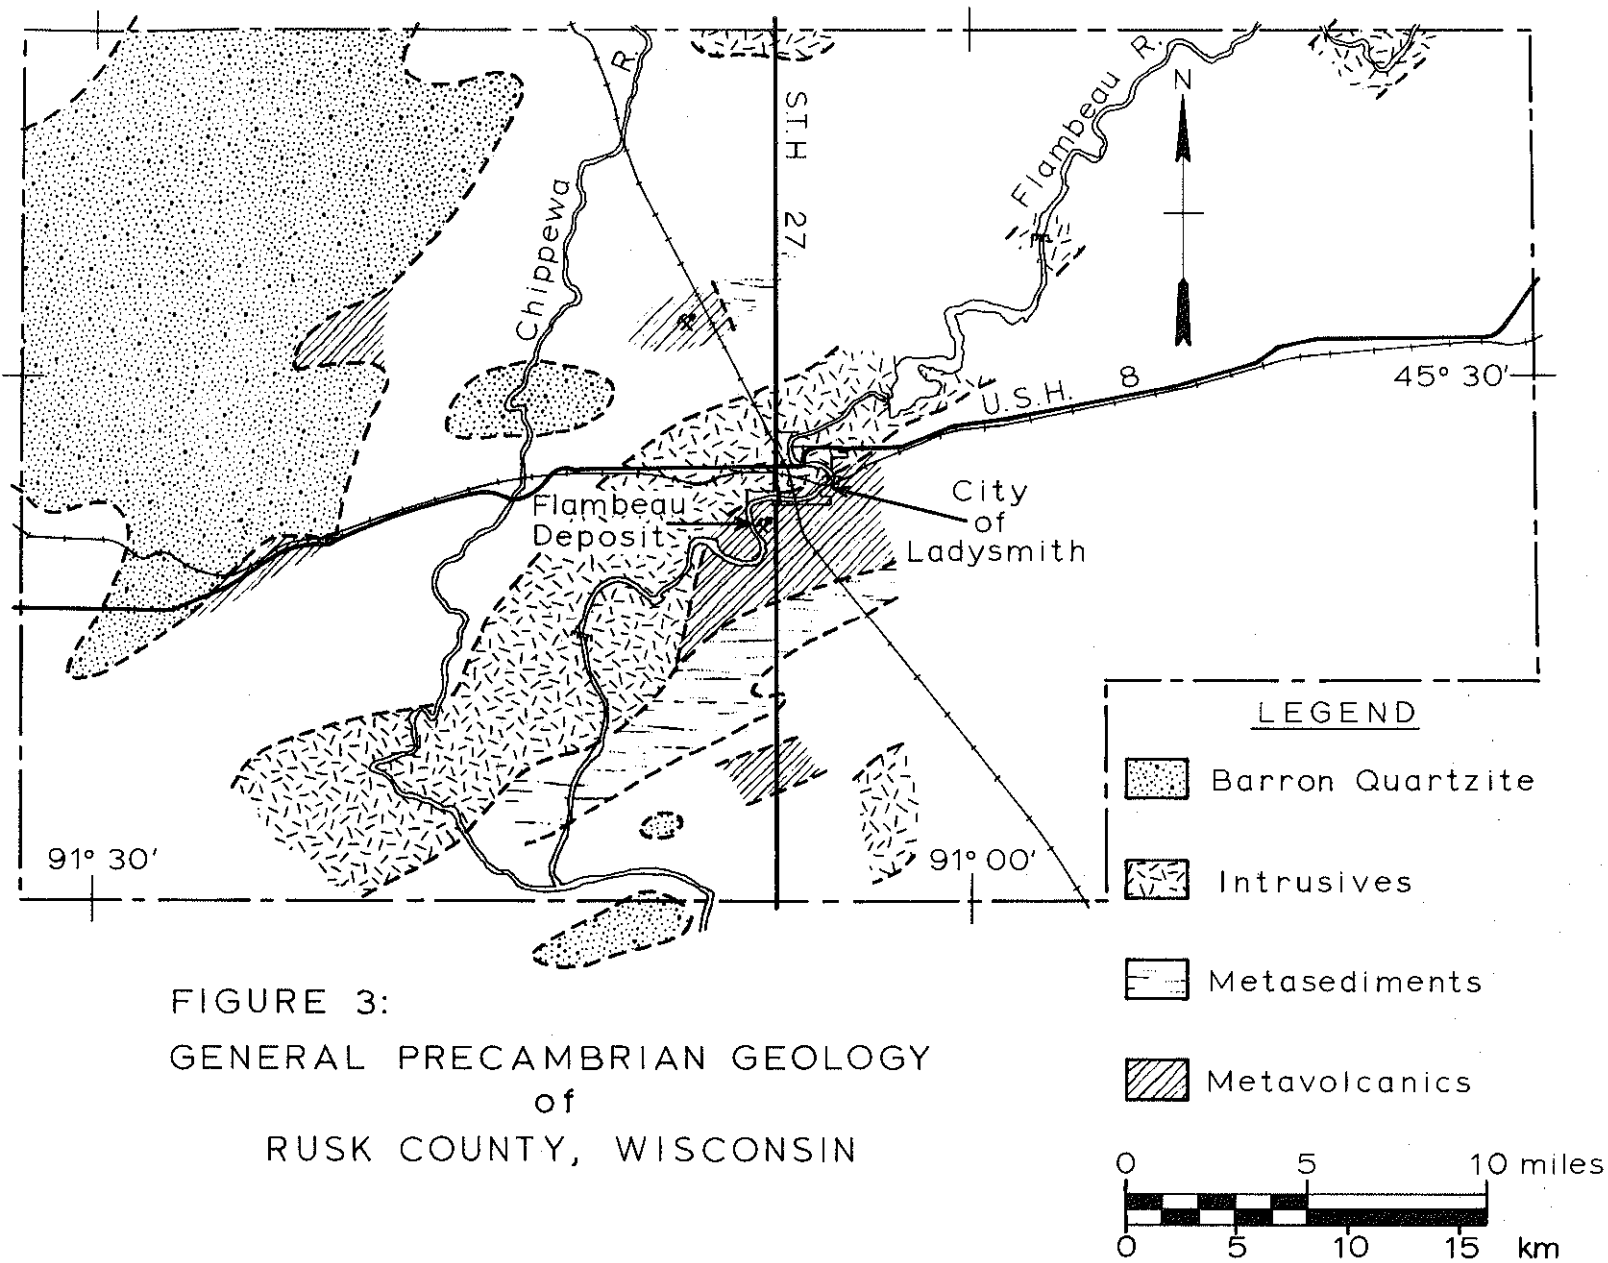 R.
STH 27.
Flambeau R.
N
Chippewa
U.S.H. 8
45° 30'
Flambeau
Deposit
City
of
Ladysmith
91° 30'
91° 00'
LEGEND
Barron Quartzite
Intrusives
Metasediments
Metavolcanics
FIGURE 3:
GENERAL PRECAMBRIAN GEOLOGY
of
RUSK COUNTY, WISCONSIN
0 5 10 miles
0 5 10 15 km